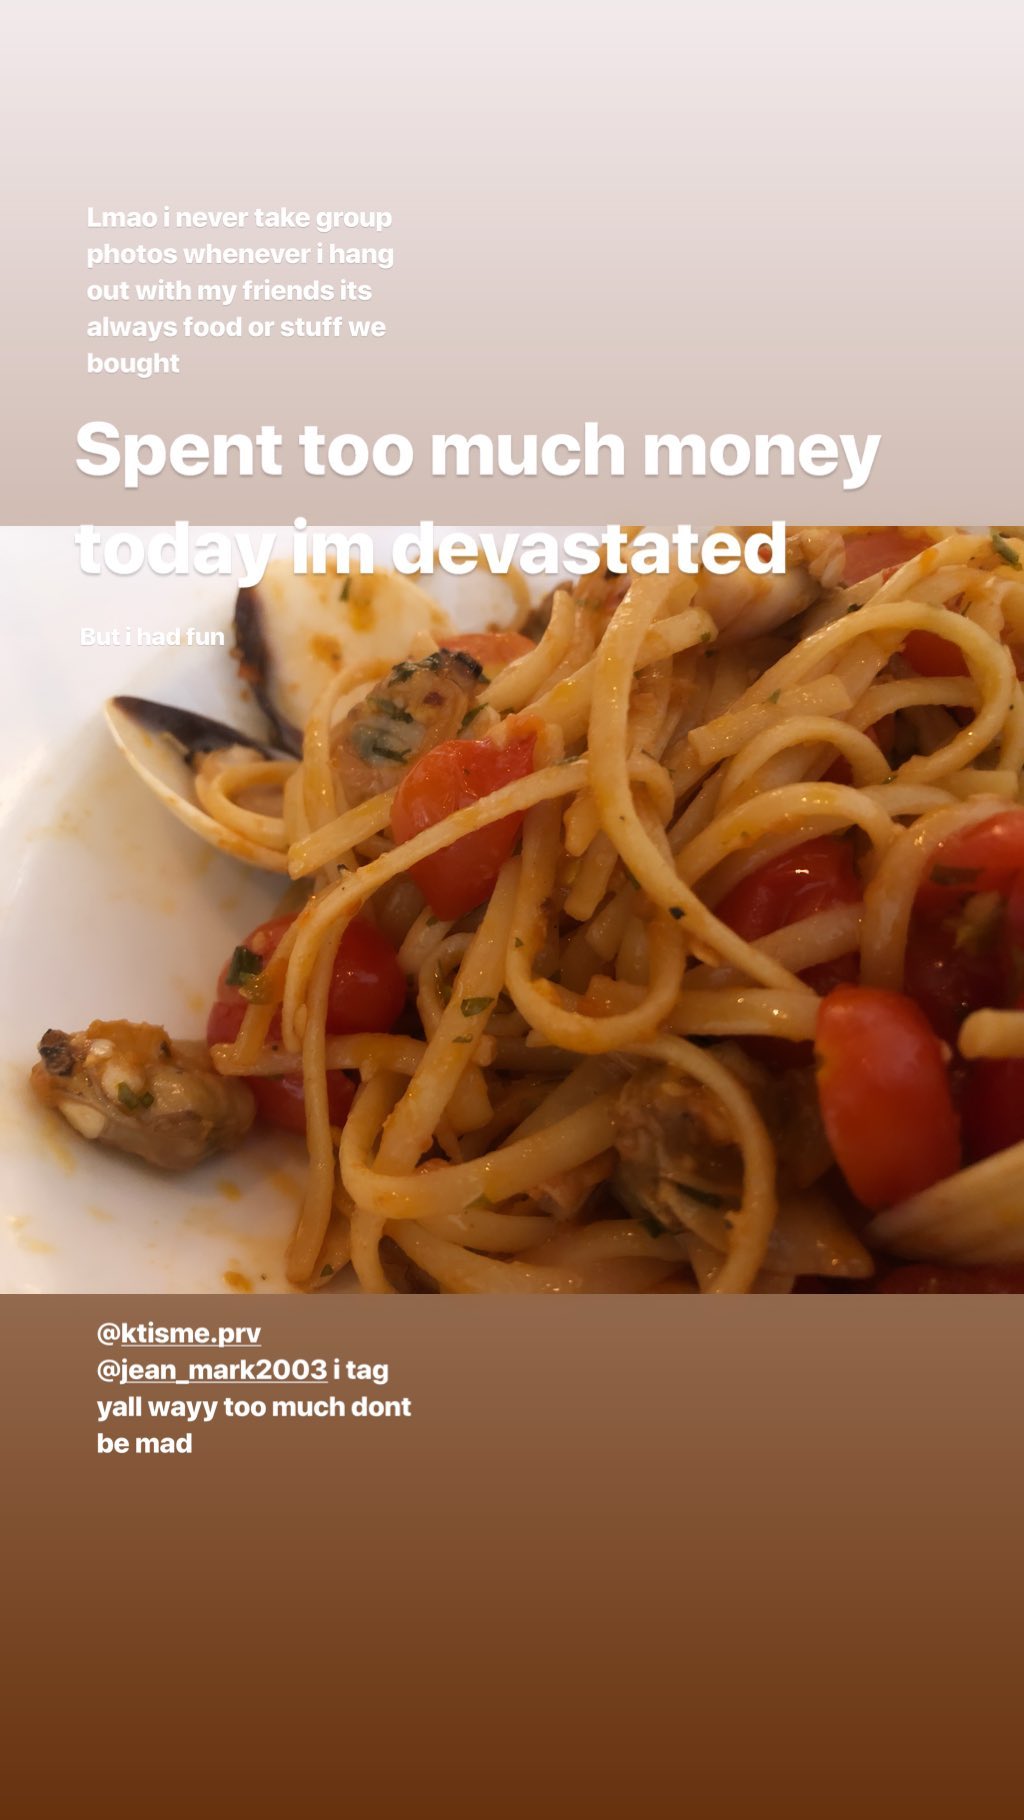 Lmao i never take group
photos whenever i hang
out with my friends its
always food or stuff we
bought
Spent too much money
today im devastated
But i had fun
@ktisme.prv
@jean_mark2003 i tag
yall wayy too much dont
be mad